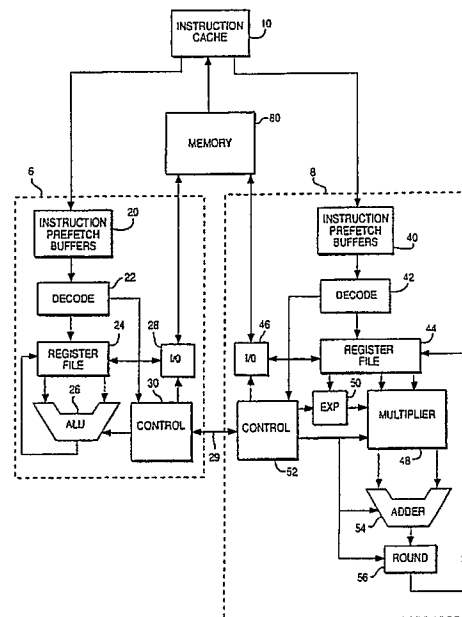 INSTRUCTION
CACHE
10
MEMORY
80
6
8
INSTRUCTION
PREFETCH
BUFFERS
20
INSTRUCTION
PREFETCH
BUFFERS
40
DECODE
22
DECODE
42
REGISTER
FILE
24
28
I/O
46
I/O
REGISTER
FILE
44
26
ALU
30
CONTROL
29
CONTROL
52
EXP
50
MULTIPLIER
48
ADDER
54
ROUND
56